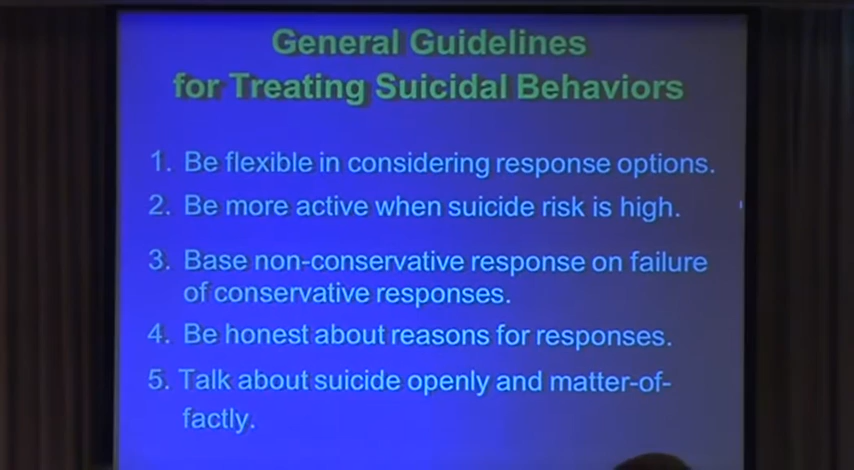 General Guidelines
for Treating Suicidal Behaviors
1. Be flexible in considering response options.
2. Be more active when suicide risk is high.
3. Base non-conservative response on failure
of conservative responses.
4. Be honest about reasons for responses.
5. Talk about suicide openly and matter-of-
factly.